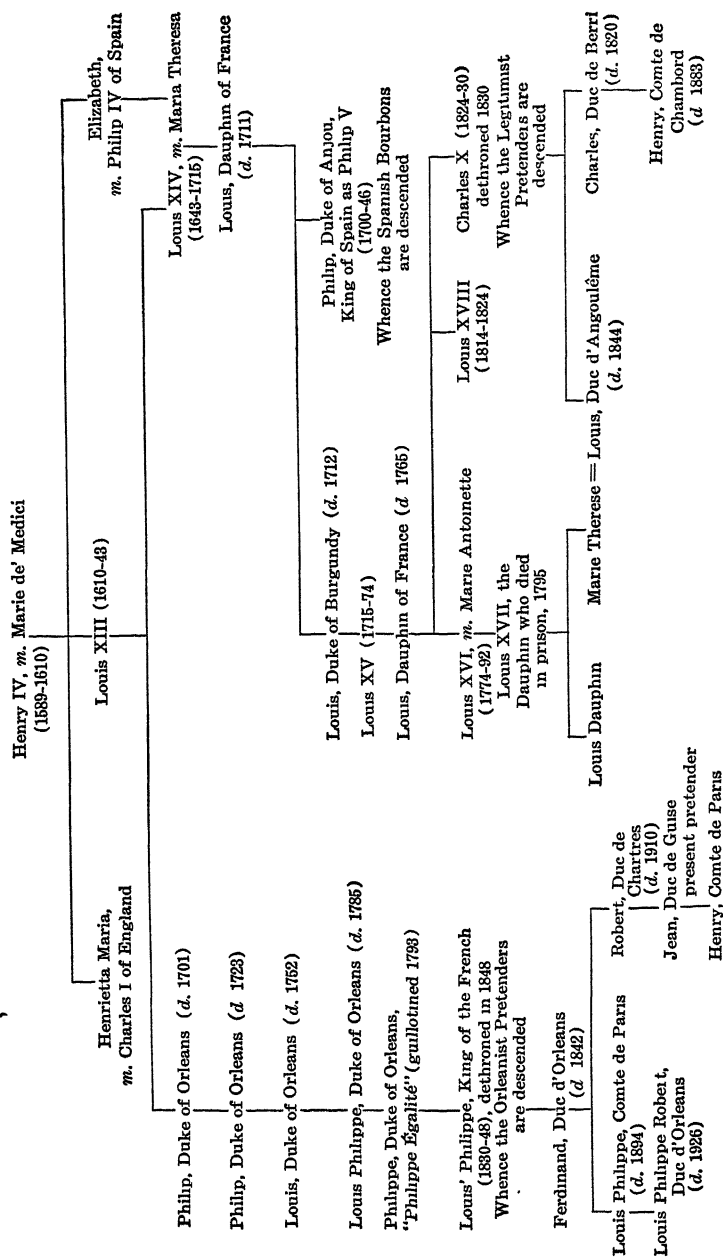 Henry IV, m. Marie de' Medici
(1589-1610)
Henrietta Maria,
m. Charles I of England
Louis XIII (1610-43)
Elizabeth,
m. Philip IV of Spain
Philip, Duke of Orleans (d. 1701)
Philip, Duke of Orleans (d 1723)
Louis, Duke of Orleans (d. 1752)
Louis Philippe, Duke of Orleans (d. 1785)
Philippe, Duke of Orleans,
"Philippe Égalité" (guillotined 1793)
Louis' Philippe, King of the French
(1830-48), dethroned in 1848
Whence the Orleanist Pretenders
are descended
Ferdinand, Duc d'Orleans
(d 1842)
Louis Philippe, Comte de Paris
(d. 1894)
Louis Philippe Robert,
Duc d'Orleans
(d. 1926)
Robert, Duc de
Chartres
(d. 1910)
Jean, Duc de Guise
present pretender
Henry, Comte de Paris
Louis XIV, m. Maria Theresa
(1643-1715)
Louis, Dauphin of France
(d. 1711)
Louis, Duke of Burgundy (d. 1712)
Louis XV (1715-74)
Louis, Dauphin of France (d 1765)
Philip, Duke of Anjou,
King of Spain as Philip V
(1700-46)
Whence the Spanish Bourbons
are descended
Louis XVI, m. Marie Antoinette
(1774-92)
Louis XVII, the
Dauphin who died
in prison, 1795
Louis XVIII
(1814-1824)
Charles X (1824-30)
dethroned 1830
Whence the Legitimist
Pretenders are
descended
Louis Dauphin
Marie Therese = Louis, Duc d'Angoulême
(d. 1844)
Charles, Duc de Berri
(d. 1820)
Henry, Comte de
Chambord
(d 1883)